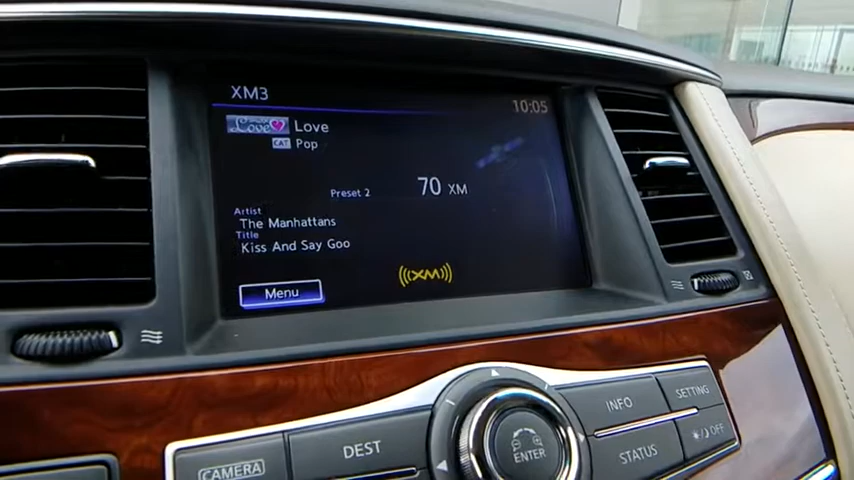 XM3
10:05
Love
Love
CAT Pop
Preset 2
70 XM
Artist
The Manhattans
Title
Kiss And Say Goo
((XM))
Menu
INFO
SETTING
DEST
STATUS
OFF
CAMERA
ENTER